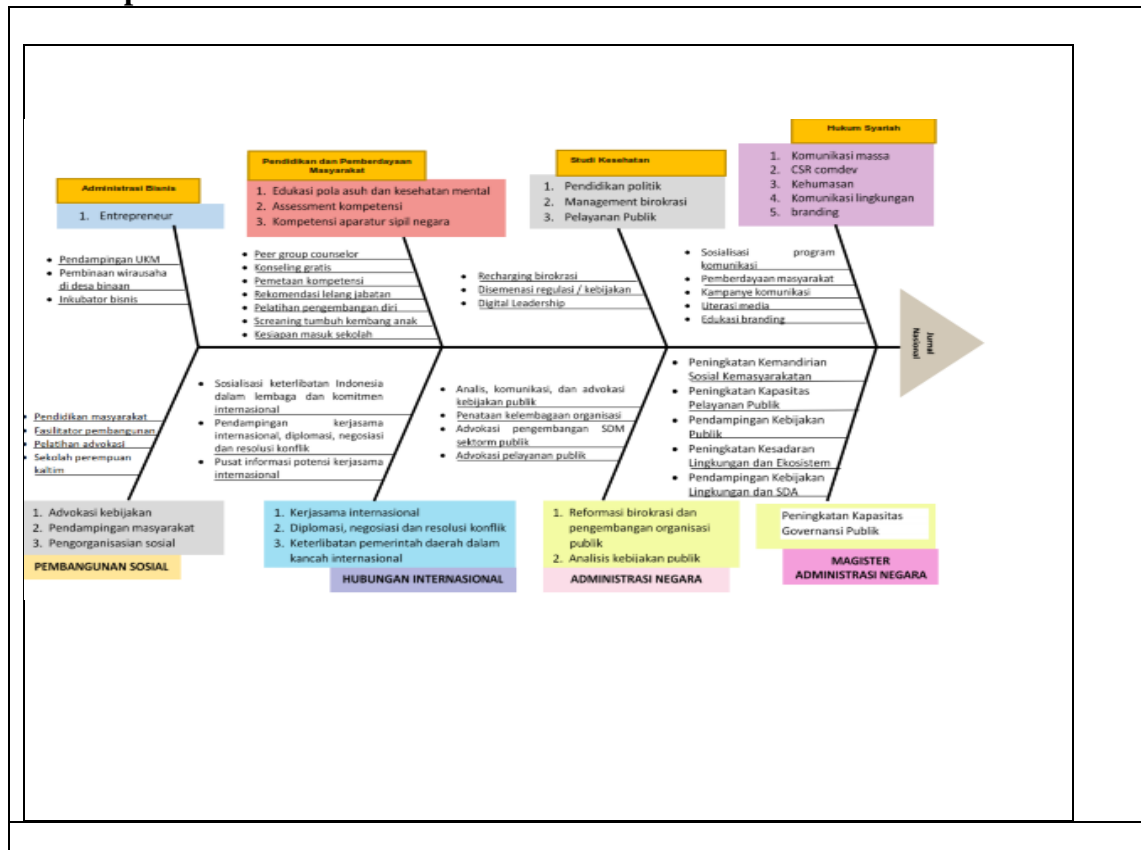 Administrasi Bisnis
1. Entrepreneur
Pendidikan dan Pemberdayaan
Masyarakat
1. Edukasi pola asuh dan kesehatan mental
2. Assessment kompetensi
3. Kompetensi aparatur sipil negara
Studi Kesehatan
1. Pendidikan politik
2. Management birokrasi
3. Pelayanan Publik
Hukum Syariah
1. Komunikasi massa
2. CSR comdev
3. Kehumasan
4. Komunikasi lingkungan
5. branding
• Pendampingan UKM
• Pembinaan wirausaha
di desa binaan
• Inkubator bisnis
• Peer group counselor
• Konseling gratis
• Pemetaan kompetensi
• Rekomendasi lelang jabatan
• Pelatihan pengembangan diri
• Screaning tumbuh kembang anak
• Kesiapan masuk sekolah
• Recharging birokrasi
• Disemenasi regulasi / kebijakan
• Digital Leadership
• Sosialisasi program
komunikasi
• Pemberdayaan masyarakat
• Kampanye komunikasi
• Literasi media
• Edukasi branding
Jurnal
Nasional
• Pendidikan masyarakat
• Fasilitator pembangunan
• Pelatihan advokasi
• Sekolah perempuan
kaltim
• Sosialisasi keterlibatan Indonesia
dalam lembaga dan komitmen
internasional
• Pendampingan kerjasama
internasional, diplomasi, negosiasi
dan resolusi konflik
• Pusat informasi potensi kerjasama
internasional
• Analis, komunikasi, dan advokasi
kebijakan publik
• Penataan kelembagaan organisasi
• Advokasi pengembangan SDM
sektorm publik
• Advokasi pelayanan publik
• Peningkatan Kemandirian
Sosial Kemasyarakatan
• Peningkatan Kapasitas
Pelayanan Publik
• Pendampingan Kebijakan
Publik
• Peningkatan Kesadaran
Lingkungan dan Ekosistem
• Pendampingan Kebijakan
Lingkungan dan SDA
1. Advokasi kebijakan
2. Pendampingan masyarakat
3. Pengorganisasian sosial
PEMBANGUNAN SOSIAL
1. Kerjasama internasional
2. Diplomasi, negosiasi dan resolusi konflik
3. Keterlibatan pemerintah daerah dalam
kancah internasional
HUBUNGAN INTERNASIONAL
1. Reformasi birokrasi dan
pengembangan organisasi
publik
2. Analisis kebijakan publik
ADMINISTRASI NEGARA
Peningkatan Kapasitas
Governansi Publik
MAGISTER
ADMINISTRASI NEGARA